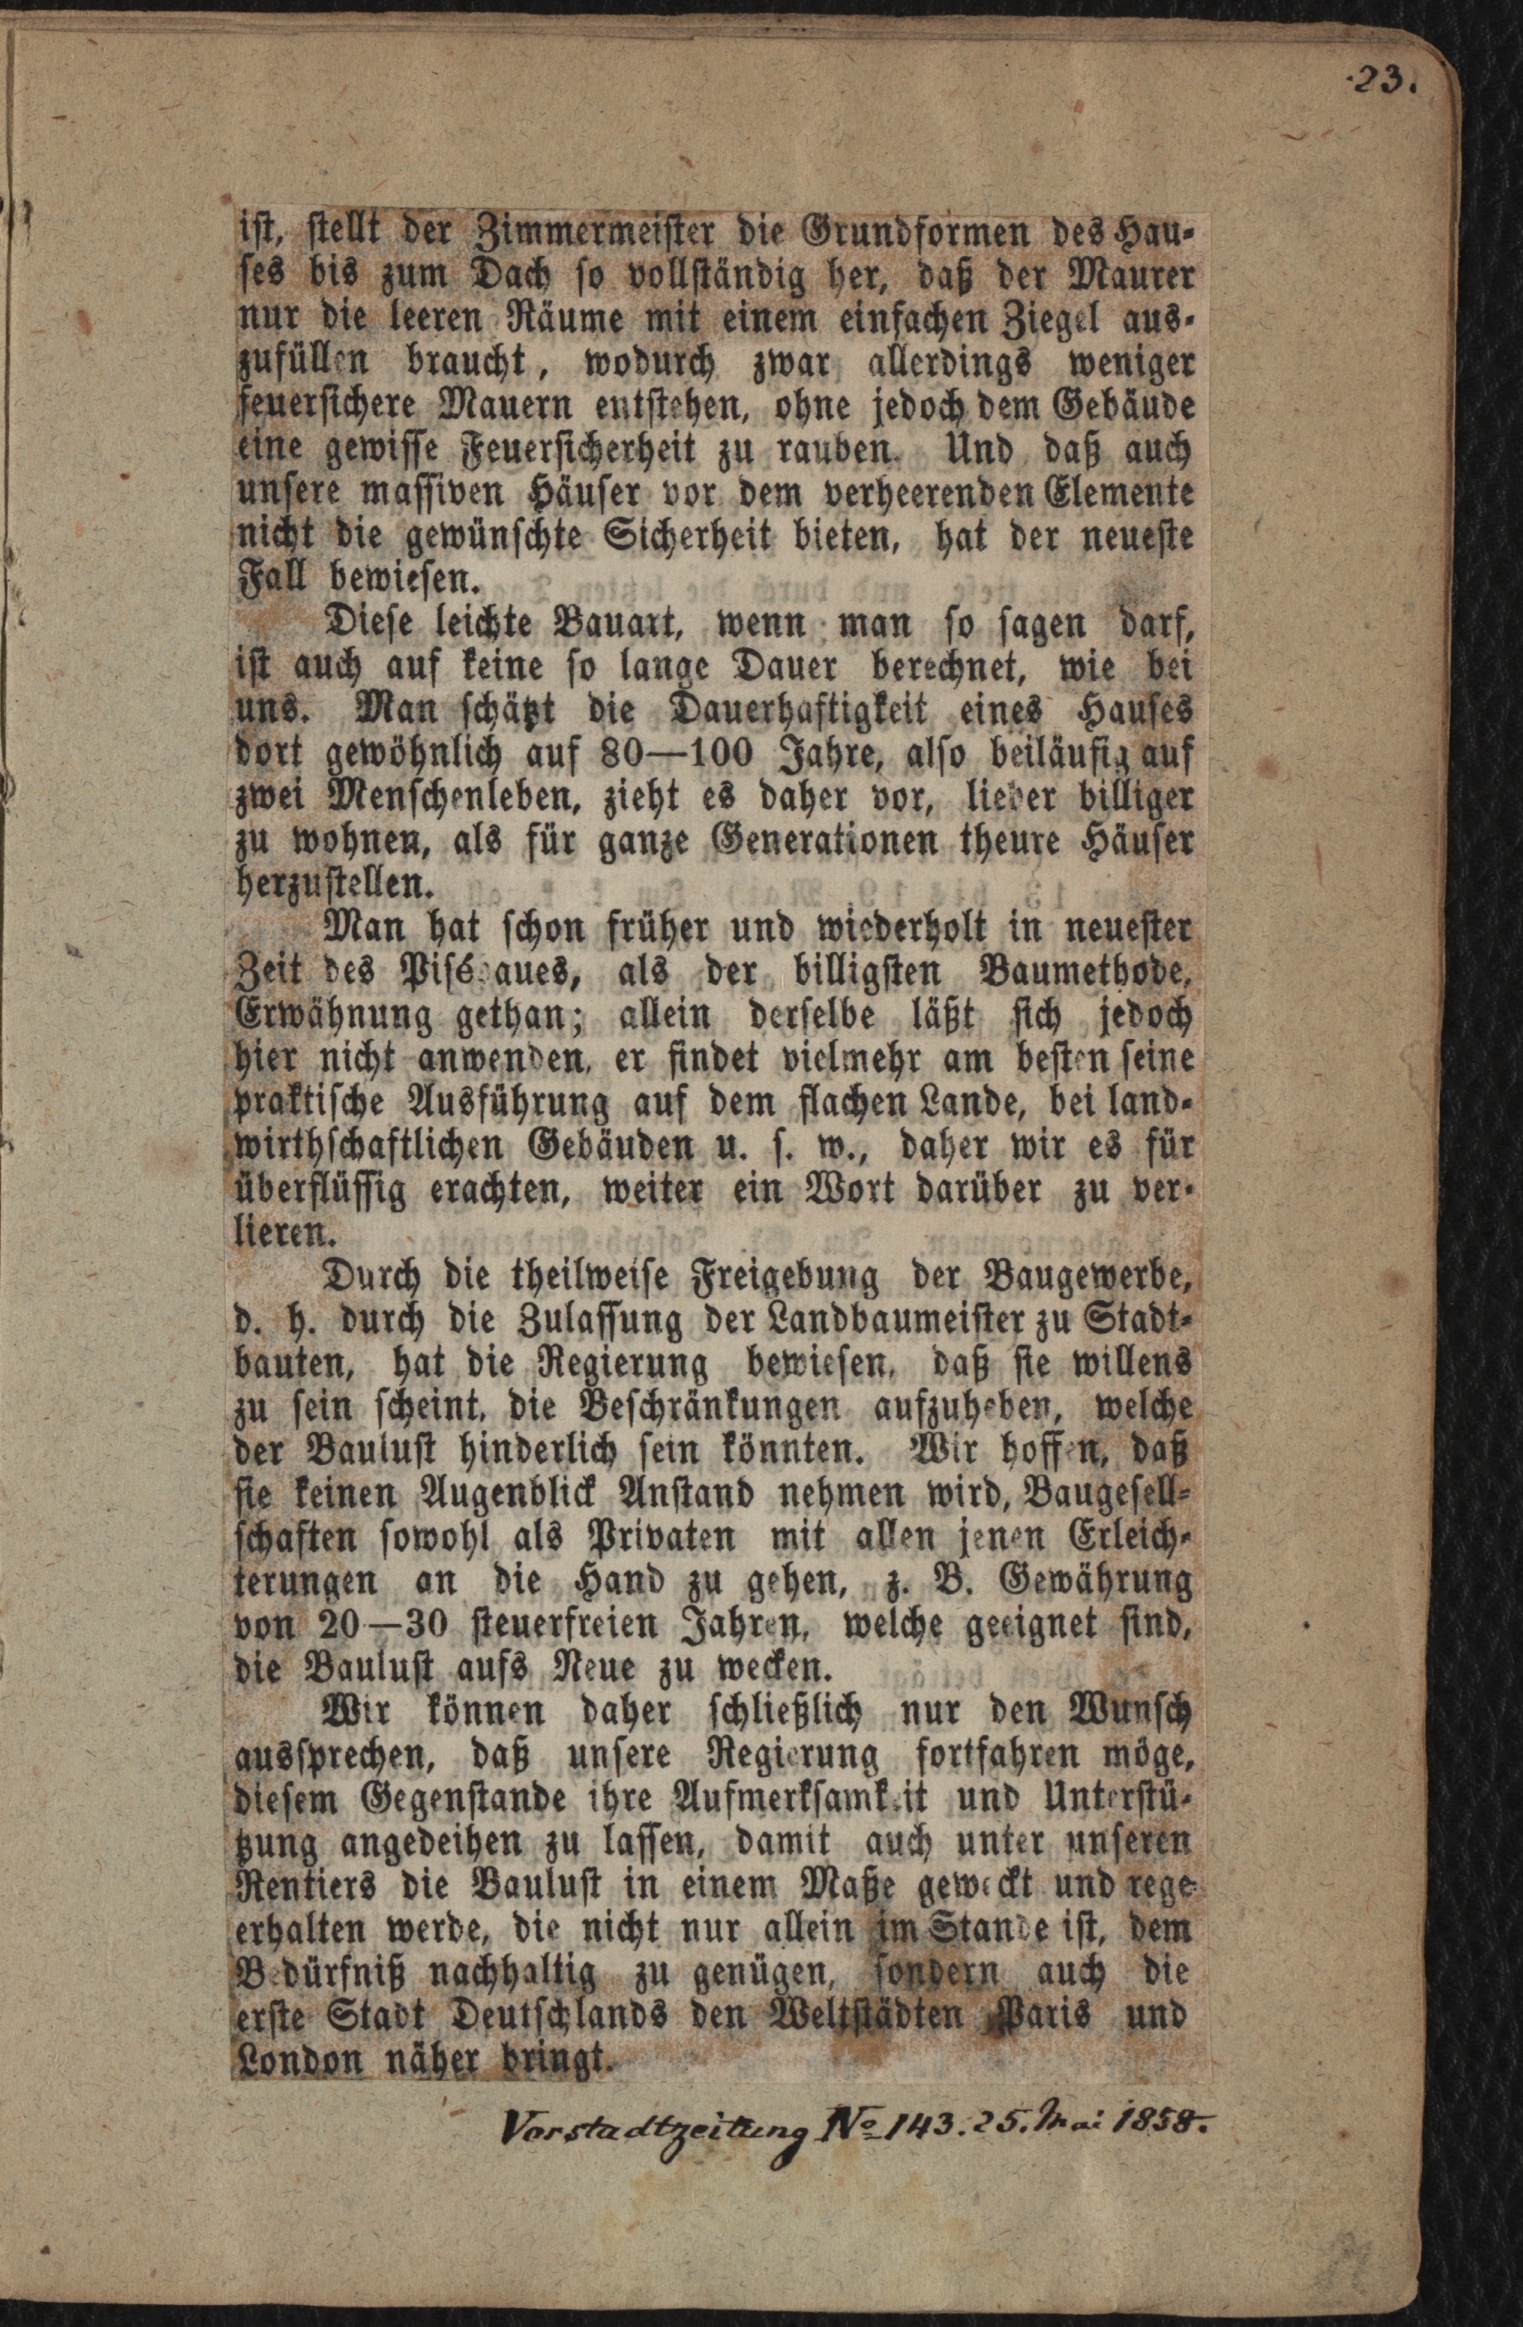 23.
ist, stellt der Zimmermeister die Grundformen des Hau-
ses bis zum Dach so vollständig her, daß der Maurer
nur die leeren Räume mit einem einfachen Ziegel aus-
zufüllen braucht, wodurch zwar allerdings weniger
feuersichere Mauern entstehen, ohne jedoch dem Gebäude
eine gewisse Feuersicherheit zu rauben. Und daß auch
unsere massiven Häuser vor dem verheerenden Elemente
nicht die gewünschte Sicherheit bieten, hat der neueste
Fall bewiesen.
Diese leichte Bauart, wenn man so sagen darf,
ist auch auf keine so lange Dauer berechnet, wie bei
uns. Man schätzt die Dauerhaftigkeit eines Hauses
dort gewöhnlich auf 80—100 Jahre, also beiläufig auf
zwei Menschenleben, zieht es daher vor, lieber billiger
zu wohnen, als für ganze Generationen theure Häuser
herzustellen.
Man hat schon früher und wiederholt in neuester
Zeit des Pisébaues, als der billigsten Baumethode,
Erwähnung gethan; allein derselbe läßt sich jedoch
hier nicht anwenden, er findet vielmehr am besten seine
praktische Ausführung auf dem flachen Lande, bei land-
wirthschaftlichen Gebäuden u. s. w., daher wir es für
überflüssig erachten, weiter ein Wort darüber zu ver-
lieren.
Durch die theilweise Freigebung der Baugewerbe,
d. h. durch die Zulassung der Landbaumeister zu Stadt-
bauten, hat die Regierung bewiesen, daß sie willens
zu sein scheint, die Beschränkungen aufzuheben, welche
der Baulust hinderlich sein könnten. Wir hoffen, daß
sie keinen Augenblick Anstand nehmen wird, Baugesell-
schaften sowohl als Privaten mit allen jenen Erleich-
terungen an die Hand zu gehen, z. B. Gewährung
von 20—30 steuerfreien Jahren, welche geeignet sind,
die Baulust aufs Neue zu wecken.
Wir können daher schließlich nur den Wunsch
aussprechen, daß unsere Regierung fortfahren möge,
diesem Gegenstande ihre Aufmerksamkeit und Unterstü-
tzung angedeihen zu lassen, damit auch unter unseren
Rentiers die Baulust in einem Maße geweckt und rege
erhalten werde, die nicht nur allein im Stande ist, dem
Bedürfniß nachhaltig zu genügen, sondern auch die
erste Stadt Deutschlands den Weltstädten Paris und
London näher bringt.
Vorstadtzeitung No 143. 25. Mai 1858.